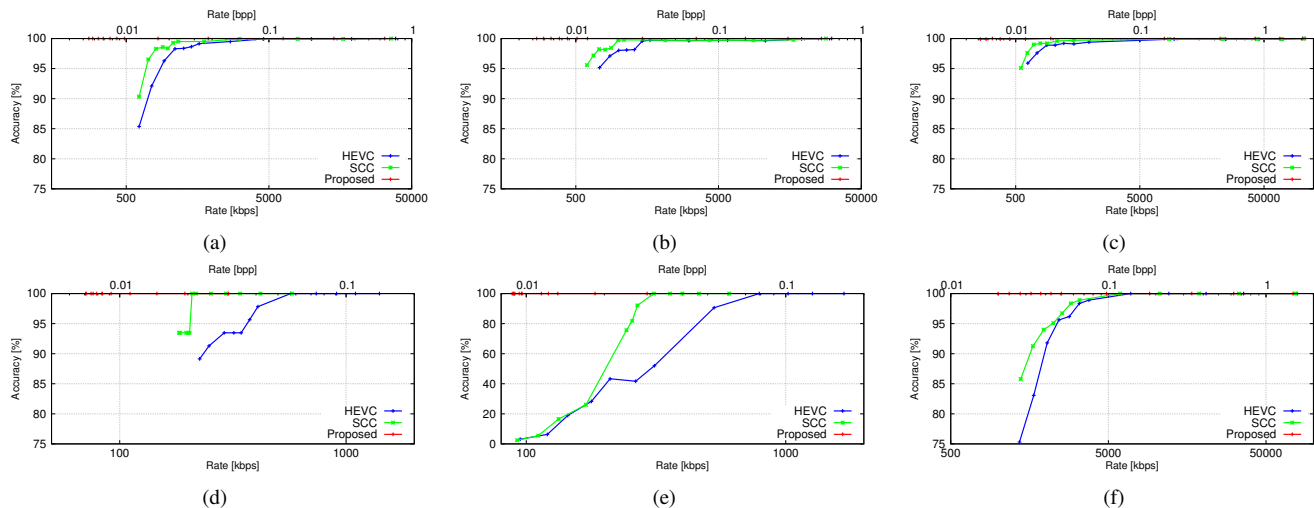 Rate [bpp]
0.01 0.1 1
Accuracy [%]
100
95
90
85
80
75
HEVC
SCC
Proposed
500 5000 50000
Rate [kbps]
(a)
Rate [bpp]
0.01 0.1 1
Accuracy [%]
100
95
90
85
80
75
HEVC
SCC
Proposed
500 5000 50000
Rate [kbps]
(b)
Rate [bpp]
0.01 0.1 1
Accuracy [%]
100
95
90
85
80
75
HEVC
SCC
Proposed
500 5000 50000
Rate [kbps]
(c)
Rate [bpp]
0.01 0.1
Accuracy [%]
100
95
90
85
80
75
HEVC
SCC
Proposed
100 1000
Rate [kbps]
(d)
Rate [bpp]
0.01 0.1
Accuracy [%]
100
80
60
40
20
0
HEVC
SCC
Proposed
100 1000
Rate [kbps]
(e)
Rate [bpp]
0.01 0.1 1
Accuracy [%]
100
95
90
85
80
75
HEVC
SCC
Proposed
500 5000 50000
Rate [kbps]
(f)